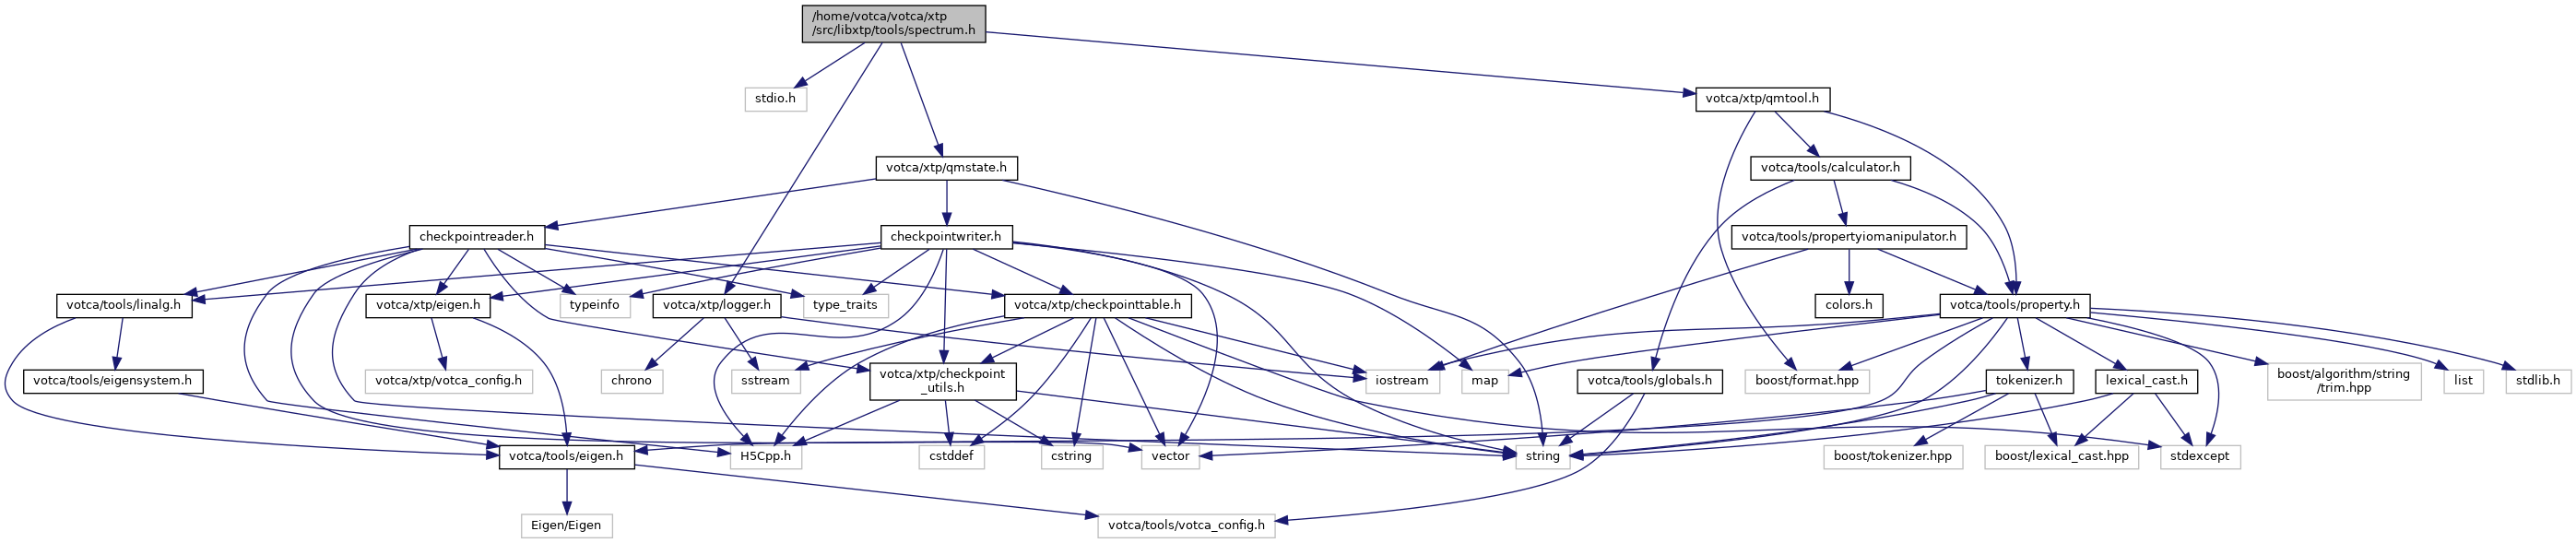 /home/votca/votca/xtp
/src/libxtp/tools/spectrum.h
stdio.h
votca/xtp/qmtool.h
votca/xtp/qmstate.h
votca/tools/calculator.h
checkpointreader.h
checkpointwriter.h
votca/tools/propertyiomanipulator.h
votca/tools/linalg.h
votca/xtp/eigen.h
typeinfo
votca/xtp/logger.h
type_traits
votca/xtp/checkpointtable.h
colors.h
votca/tools/property.h
votca/tools/eigensystem.h
votca/xtp/votca_config.h
chrono
sstream
votca/xtp/checkpoint
_utils.h
iostream
map
votca/tools/globals.h
boost/format.hpp
tokenizer.h
lexical_cast.h
boost/algorithm/string
/trim.hpp
list
stdlib.h
votca/tools/eigen.h
H5Cpp.h
cstddef
cstring
vector
string
boost/tokenizer.hpp
boost/lexical_cast.hpp
stdexcept
Eigen/Eigen
votca/tools/votca_config.h